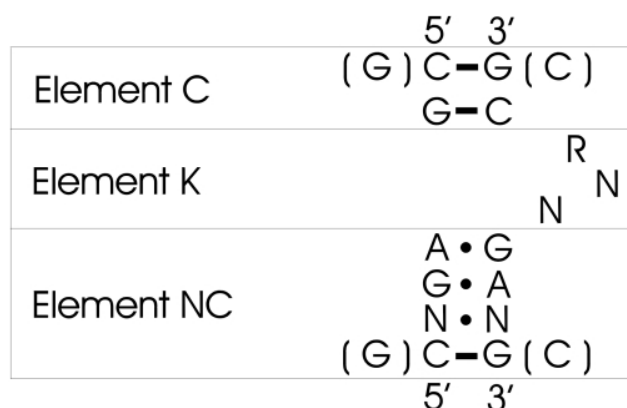 5′ 3′
Element C (G) C–G (C)
G–C
R
Element K N
N
A • G
G • A
Element NC
N • N
(G) C–G (C)
5′ 3′